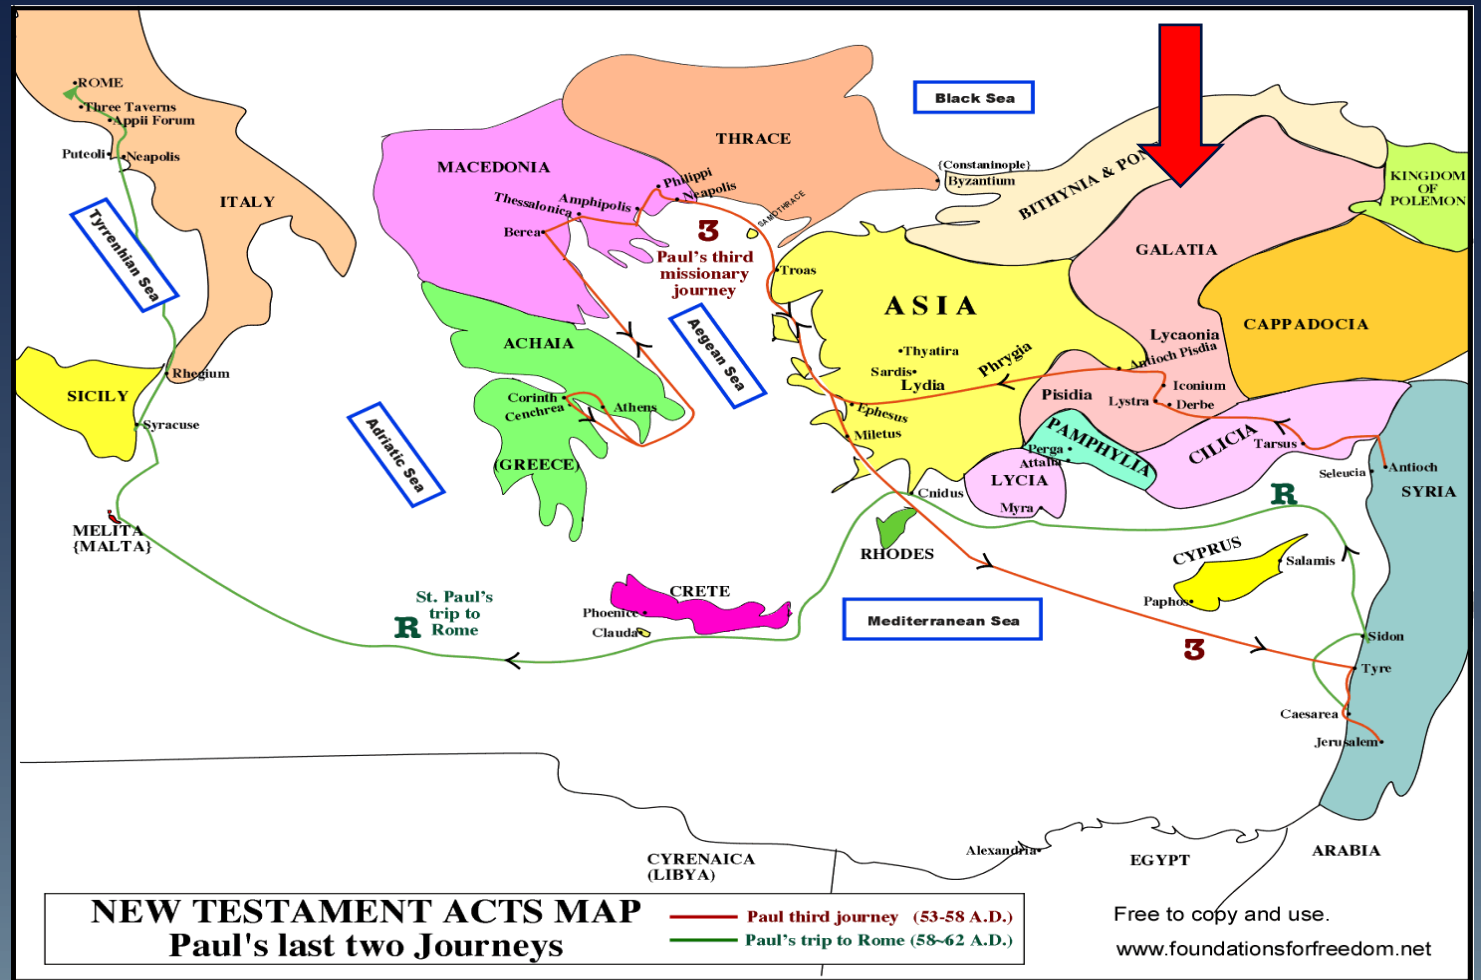 ROME
Three Taverns
Appii Forum
Puteoli
Neapolis
ITALY
Tyrrenhian Sea
Rhegium
SICILY
Syracuse
MELITA
{MALTA}
MACEDONIA
THRACE
Black Sea
{Constaninople}
Byzantium
BITHYNIA &
KINGDOM
OF
POLEMON
Philippi
Neapolis
Amphipolis
Thessalonica
Berea
SAMOTHRACE
3
Paul's third
missionary
journey
Troas
GALATIA
ASIA
CAPPADOCIA
Lycaonia
Antioch Pisdia
Phrygia
Thyatira
Sardis
Lydia
Iconium
Pisidia
Lystra
Derbe
ACHAIA
Aegean Sea
Corinth
Cenchrea
Athens
(GREECE)
Adriatic Sea
Ephesus
Miletus
PAMPHYLIA
Perga
Attalia
CILICIA
Tarsus
Antioch
Seleucia
SYRIA
LYCIA
Myra
Cnidus
R
RHODES
CYPRUS
Salamis
Paphos
CRETE
Phoenice
Clauda
St. Paul's
trip to
Rome
R
Mediterranean Sea
3
Sidon
Tyre
Caesarea
Jerusalem
Alexandria
CYRENAICA
(LIBYA)
EGYPT
ARABIA
NEW TESTAMENT ACTS MAP
Paul's last two Journeys
Paul third journey (53-58 A.D.)
Paul's trip to Rome (58~62 A.D.)
Free to copy and use.
www.foundationsforfreedom.net